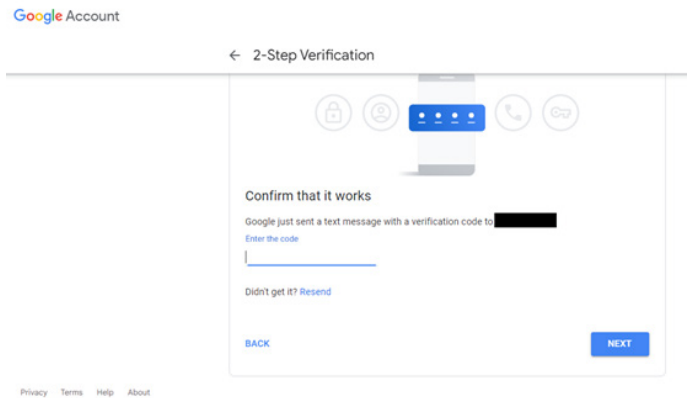 Google Account
← 2-Step Verification
Confirm that it works
Google just sent a text message with a verification code to
Enter the code
Didn't get it? Resend
BACK
NEXT
Privacy Terms Help About